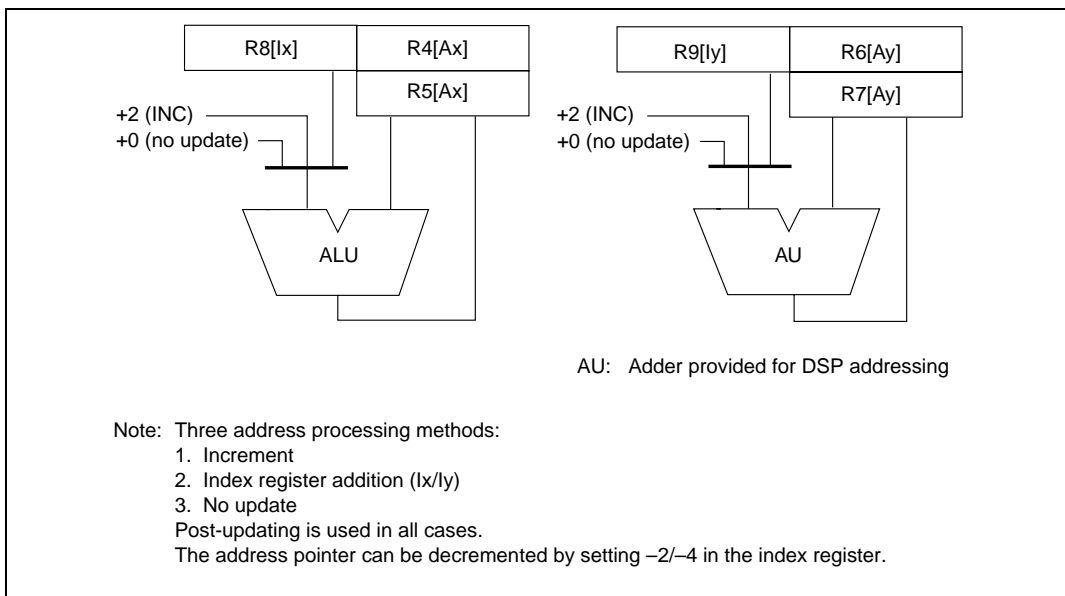 R8[Ix]
R4[Ax]
R5[Ax]
+2 (INC)
+0 (no update)
ALU
R9[Iy]
R6[Ay]
R7[Ay]
+2 (INC)
+0 (no update)
AU
AU: Adder provided for DSP addressing
Note: Three address processing methods:
1. Increment
2. Index register addition (Ix/Iy)
3. No update
Post-updating is used in all cases.
The address pointer can be decremented by setting –2/–4 in the index register.